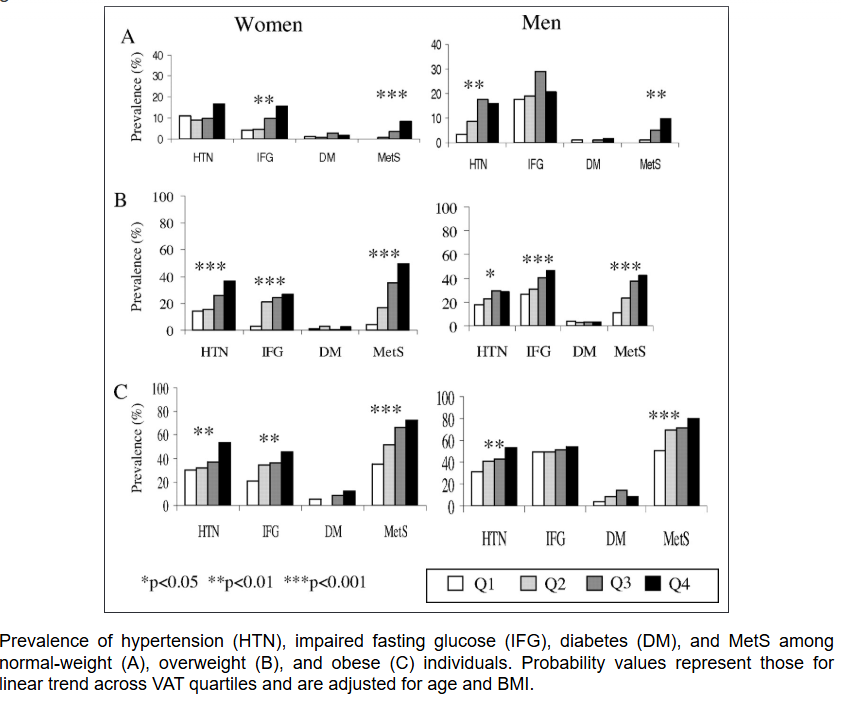 Women Men
A
Prevalence (%)
40
30
20
10
0
** ***
HTN IFG DM MetS
40
30
20
10
0
** **
HTN IFG DM MetS
B
Prevalence (%)
100
80
60
40
20
0
*** *** ***
HTN IFG DM MetS
100
80
60
40
20
0
* *** ***
HTN IFG DM MetS
C
Prevalence (%)
100
80
60
40
20
0
** ** ***
HTN IFG DM MetS
100
80
60
40
20
0
** ***
HTN IFG DM MetS
*p<0.05 **p<0.01 ***p<0.001
Q1 Q2 Q3 Q4
Prevalence of hypertension (HTN), impaired fasting glucose (IFG), diabetes (DM), and MetS among
normal-weight (A), overweight (B), and obese (C) individuals. Probability values represent those for
linear trend across VAT quartiles and are adjusted for age and BMI.